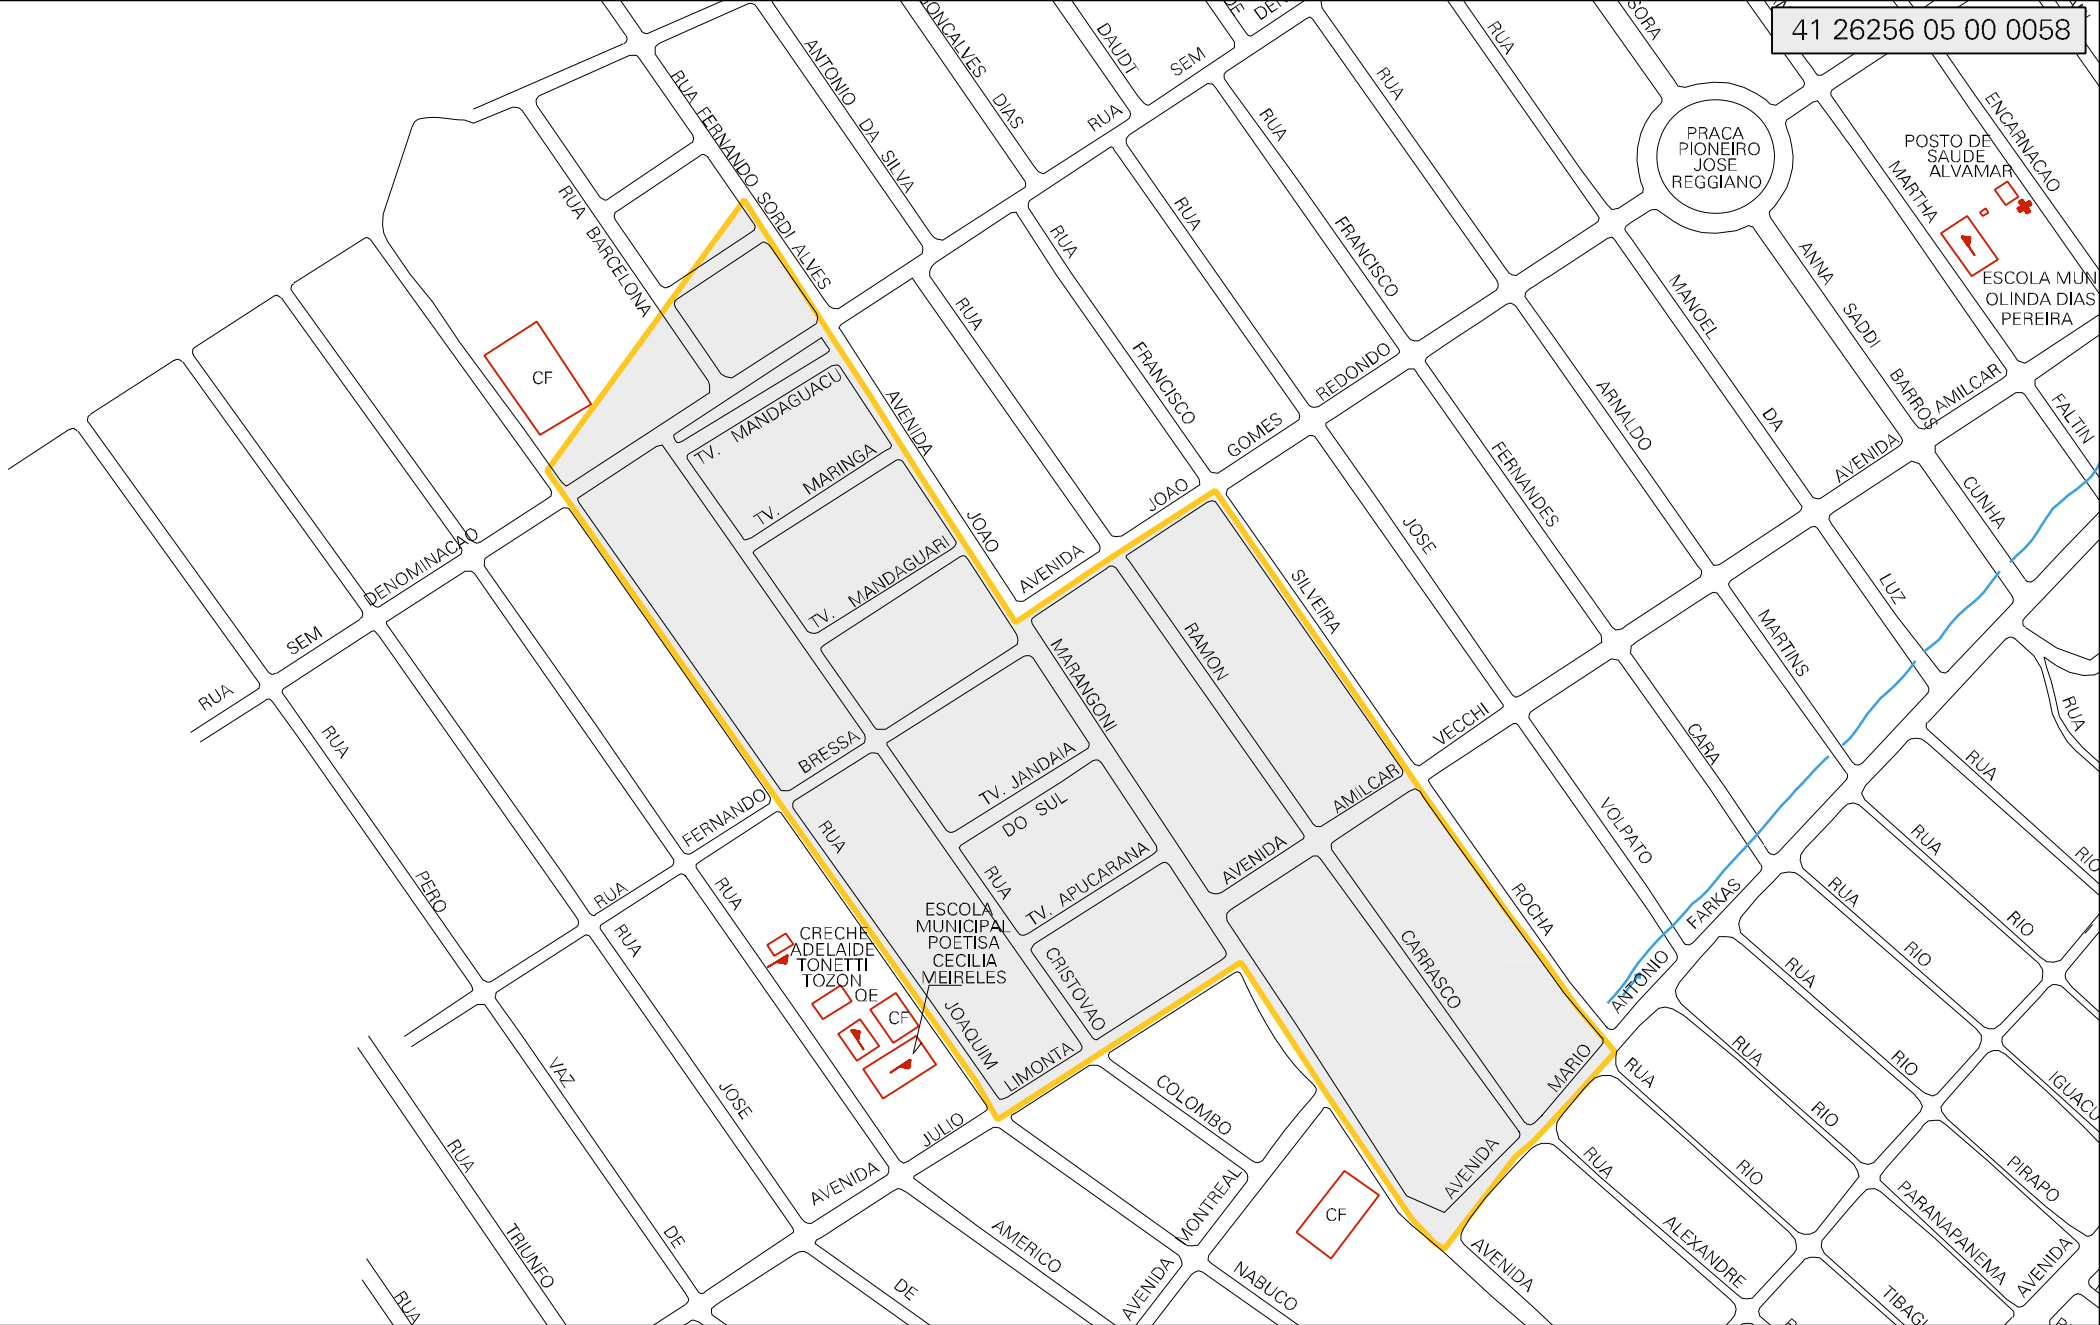 41 26256 05 00 0058
GONCALVES
DIAS
DAUDT
SEM
RUA
RUA
RUA
ANTONIO
DA
SILVA
RUA
RUA FERNANDO SORDI ALVES
RUA
BARCELONA
PRACA
PIONEIRO
JOSE
REGGIANO
POSTO DE
SAUDE
ALVAMAR
ENCARNACAO
MARTHA
ESCOLA MUN
OLINDA DIAS
PEREIRA
RUA
FRANCISCO
RUA
FRANCISCO
RUA
MANOEL
DA
ANNA
SADDI
BARROS
AMILCAR
AVENIDA
FALTIN
CUNHA
CF
AVENIDA
JOAO
AVENIDA
JOAO
GOMES
REDONDO
ARNALDO
FERNANDES
JOSE
TV. MANDAGUACU
TV. MARINGA
TV. MANDAGUARI
RUA
SEM
DENOMINACAO
SILVEIRA
RAMON
MARANGONI
LUZ
MARTINS
CARA
RUA
PERO
RUA
FERNANDO
BRESSA
TV. JANDAIA
DO SUL
TV. APUCARANA
AVENIDA
AMILCAR
VECCHI
VOLPATO
ROCHA
CARRASCO
ANTONIO
FARKAS
RUA
RUA
RUA
RUA
RUA
CRISTOVAO
COLOMBO
ESCOLA
MUNICIPAL
POETISA
CECILIA
MEIRELES
CRECHE
ADELAIDE
TONETTI
TOZON
QE
CF
JOAQUIM
LIMONTA
JULIO
AVENIDA
VAZ
DE
JOSE
RUA
TRIUNFO
RUA
AMERICO
DE
MONTREAL
AVENIDA
NABUCO
CF
AVENIDA
MARIO
AVENIDA
RUA
RUA
RUA
RUA
RUA
RUA
RIO
RIO
RIO
RIO
RIO
RIO
ALEXANDRE
IGUACU
PIRAPO
PARANAPANEMA
AVENIDA
TIBAGI